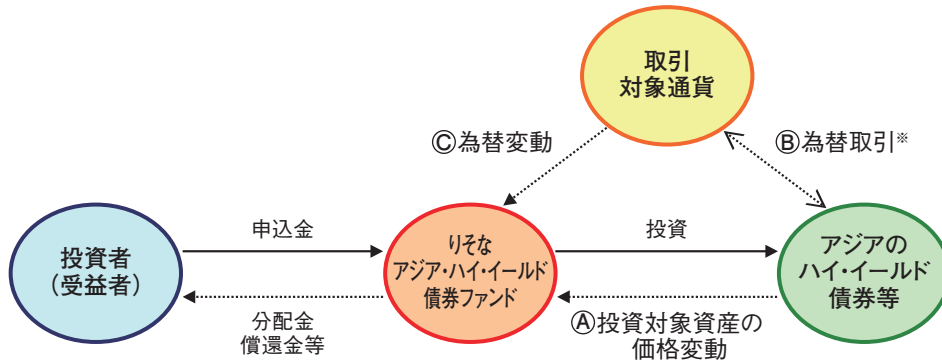 取引
対象通貨
Ⓒ為替変動
Ⓑ為替取引※
投資者
(受益者)
申込金
分配金
償還金等
りそな
アジア・ハイ・イールド
債券ファンド
投資
Ⓐ投資対象資産の
価格変動
アジアの
ハイ・イールド
債券等